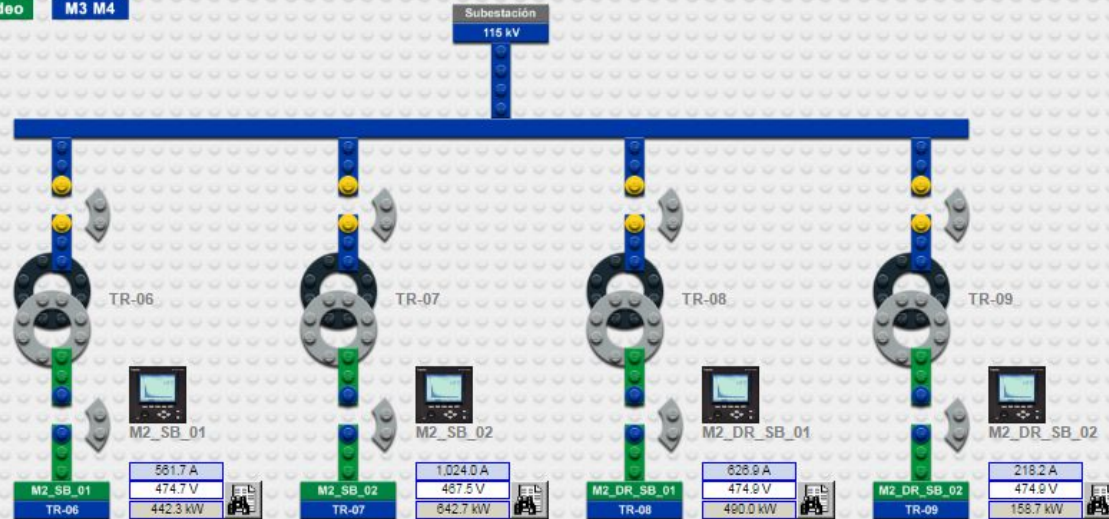 deo
M3 M4
Subestación
115 kV
TR-06
TR-07
TR-08
TR-09
M2_SB_01
M2_SB_02
M2_DR_SB_01
M2_DR_SB_02
561.7 A
1,024.0 A
626.9 A
218.2 A
M2_SB_01
474.7 V
M2_SB_02
467.5 V
M2_DR_SB_01
474.9 V
M2_DR_SB_02
474.9 V
TR-06
442.3 kW
TR-07
642.7 kW
TR-08
490.0 kW
TR-09
158.7 kW